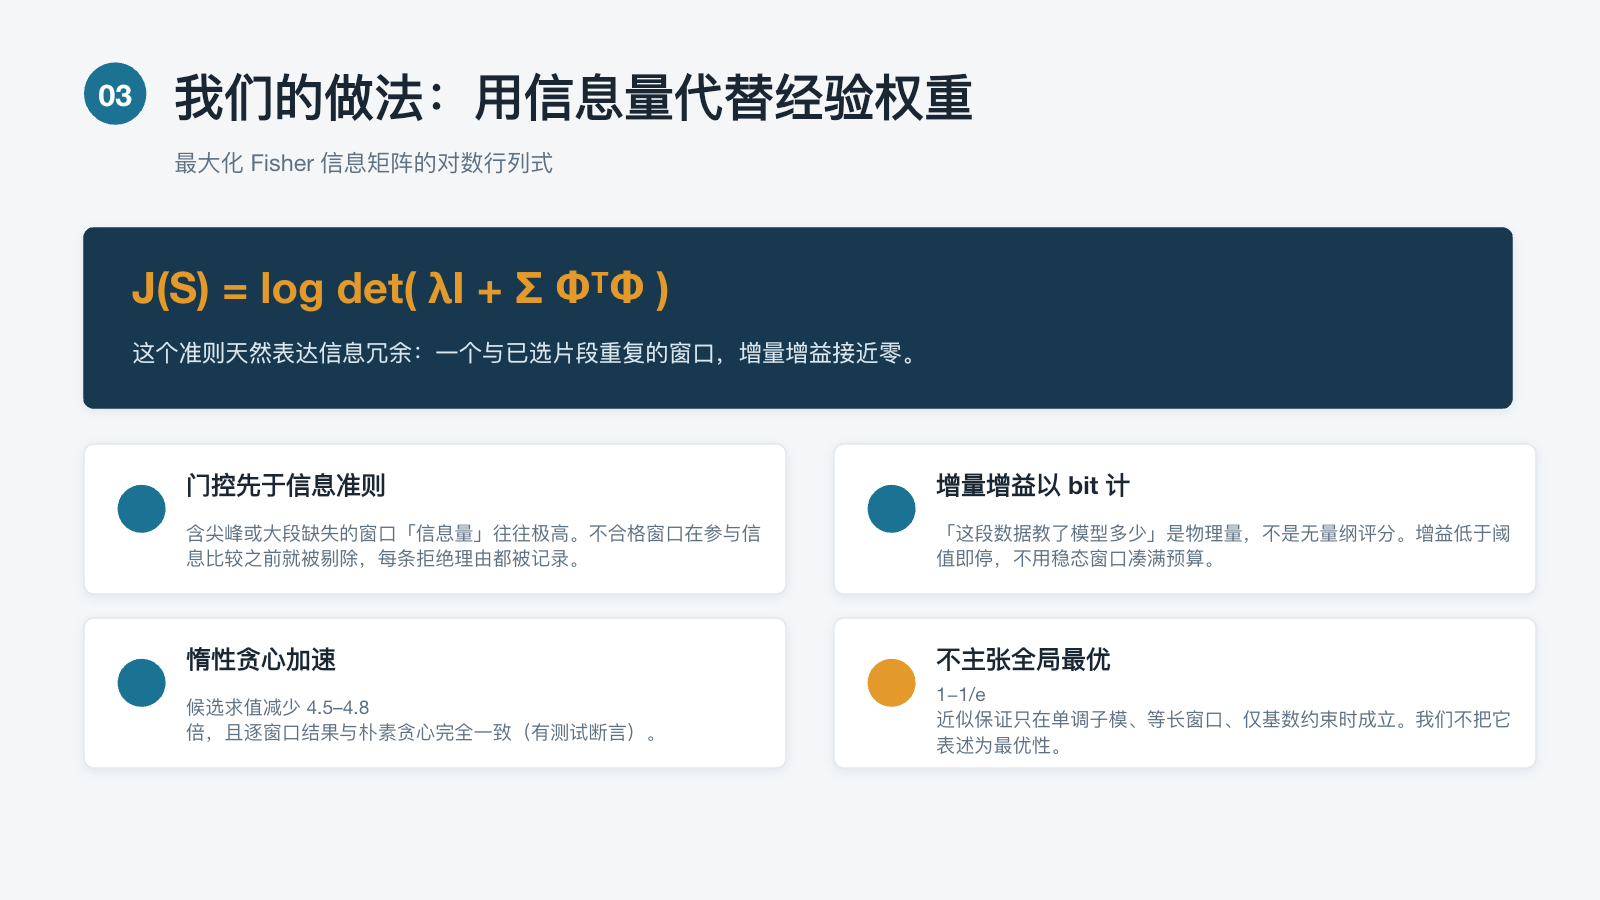 03
我们的做法：用信息量代替经验权重
最大化 Fisher 信息矩阵的对数行列式
J(S) = log det( λI + Σ ΦᵀΦ )
这个准则天然表达信息冗余：一个与已选片段重复的窗口，增量增益接近零。
门控先于信息准则
含尖峰或大段缺失的窗口「信息量」往往极高。不合格窗口在参与信
息比较之前就被剔除，每条拒绝理由都被记录。
增量增益以 bit 计
「这段数据教了模型多少」是物理量，不是无量纲评分。增益低于阈
值即停，不用稳态窗口凑满预算。
惰性贪心加速
候选求值减少 4.5–4.8
倍，且逐窗口结果与朴素贪心完全一致（有测试断言）。
不主张全局最优
1−1/e
近似保证只在单调子模、等长窗口、仅基数约束时成立。我们不把它
表述为最优性。